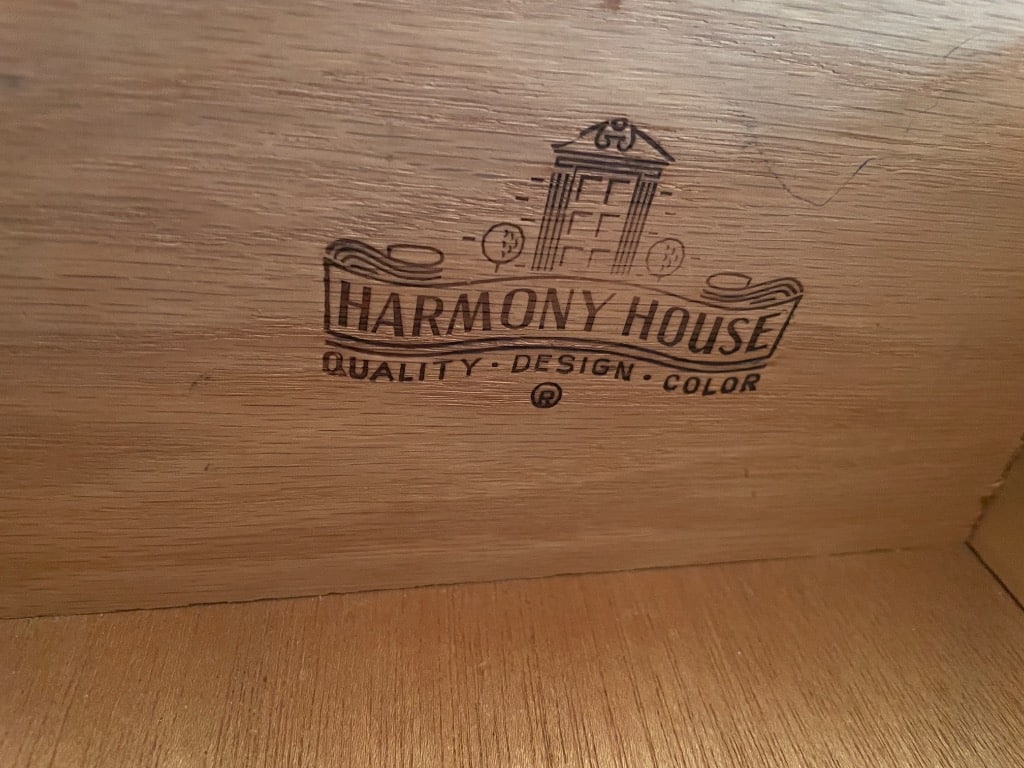 HARMONY HOUSE
QUALITY · DESIGN · COLOR
®